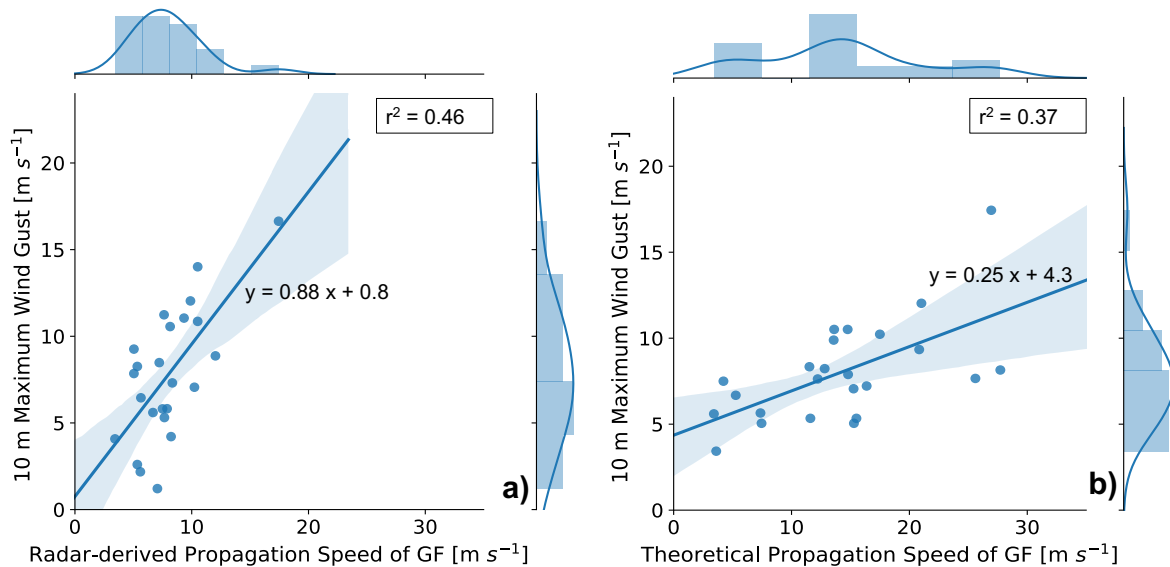 r² = 0.46
10 m Maximum Wind Gust [m s⁻¹]
20
15
10
5
0
y = 0.88 x + 0.8
a)
0 10 20 30
Radar-derived Propagation Speed of GF [m s⁻¹]
r² = 0.37
10 m Maximum Wind Gust [m s⁻¹]
20
15
10
5
0
y = 0.25 x + 4.3
b)
0 10 20 30
Theoretical Propagation Speed of GF [m s⁻¹]